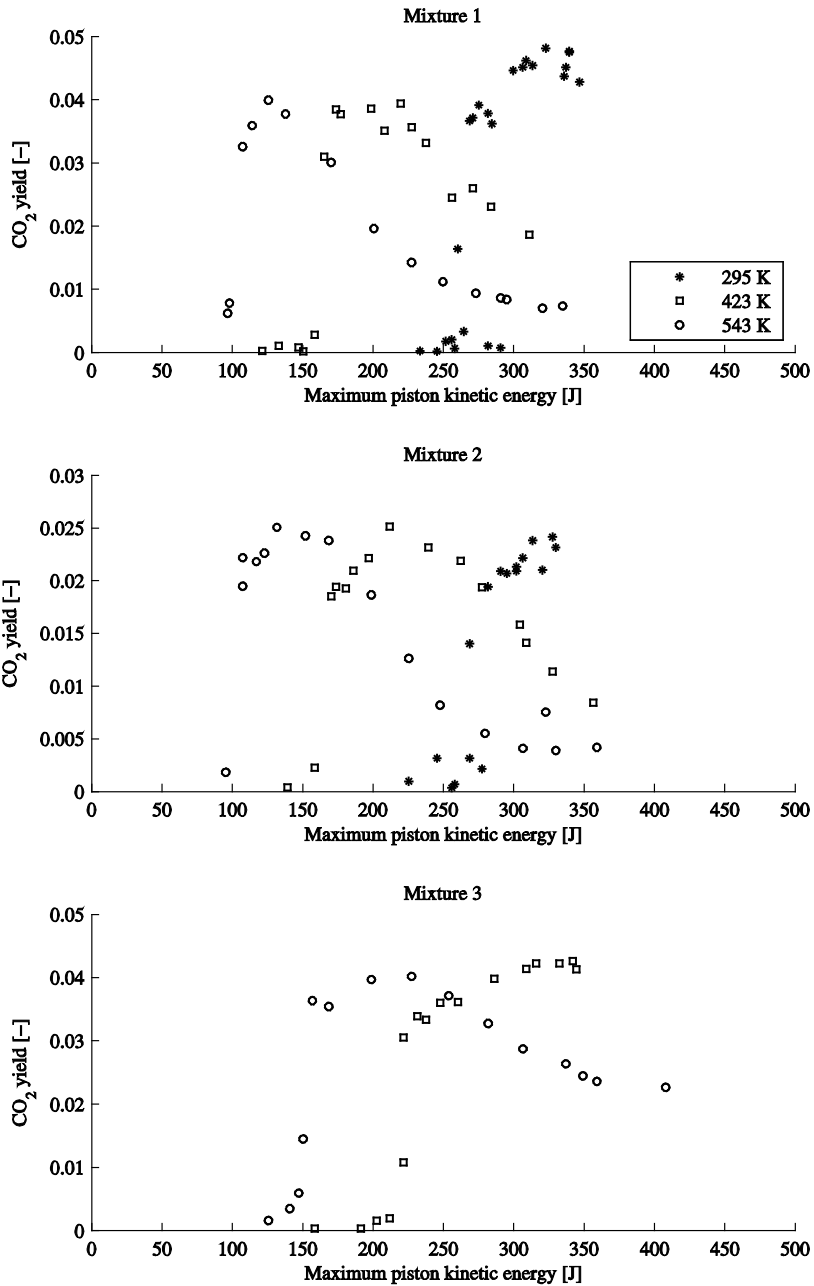 Mixture 1
0.05
0.04
0.03
0.02
0.01
0
CO2 yield [−]
295 K
423 K
543 K
0 50 100 150 200 250 300 350 400 450 500
Maximum piston kinetic energy [J]
Mixture 2
0.03
0.025
0.02
0.015
0.01
0.005
0
CO2 yield [−]
0 50 100 150 200 250 300 350 400 450 500
Maximum piston kinetic energy [J]
Mixture 3
0.05
0.04
0.03
0.02
0.01
0
CO2 yield [−]
0 50 100 150 200 250 300 350 400 450 500
Maximum piston kinetic energy [J]